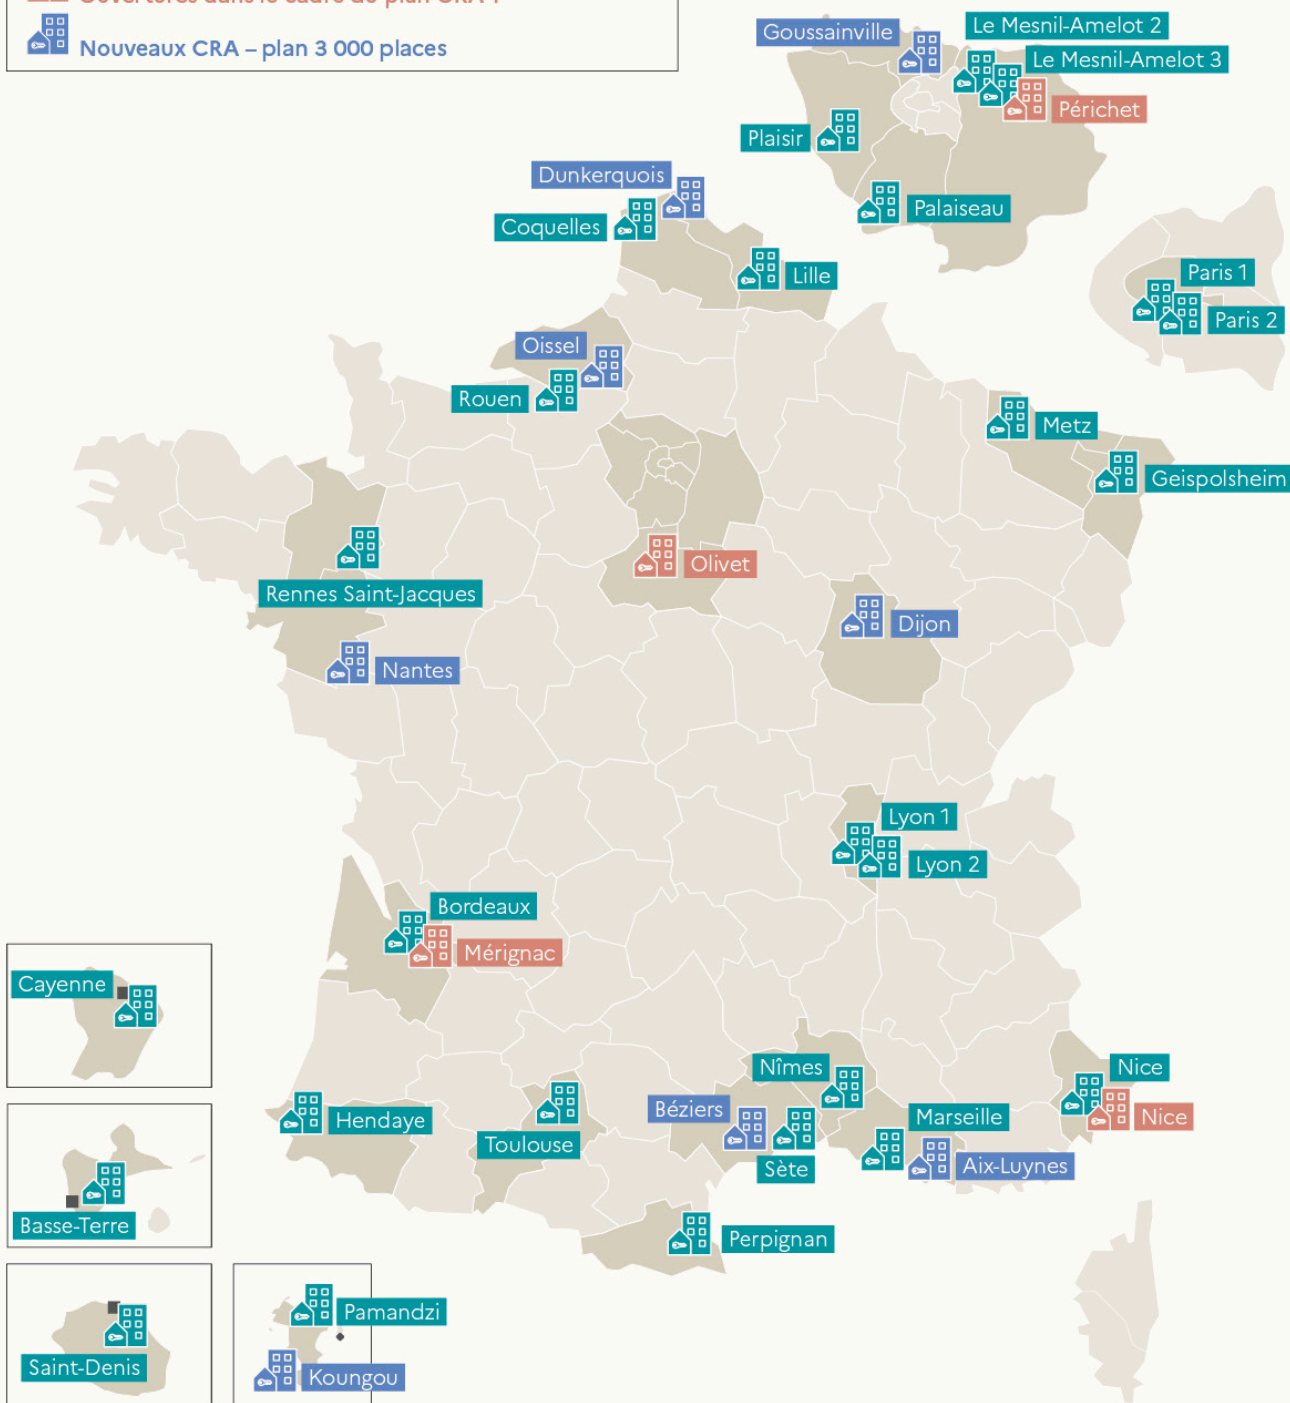 Nouveaux CRA – plan 3 000 places
Goussainville
Le Mesnil-Amelot 2
Le Mesnil-Amelot 3
Périchet
Plaisir
Palaiseau
Dunkerquois
Coquelles
Lille
Paris 1
Paris 2
Oissel
Rouen
Metz
Geispolsheim
Olivet
Rennes Saint-Jacques
Dijon
Nantes
Lyon 1
Lyon 2
Bordeaux
Mérignac
Cayenne
Nîmes
Nice
Nice
Béziers
Marseille
Hendaye
Toulouse
Sète
Aix-Luynes
Basse-Terre
Perpignan
Pamandzi
Saint-Denis
Koungou